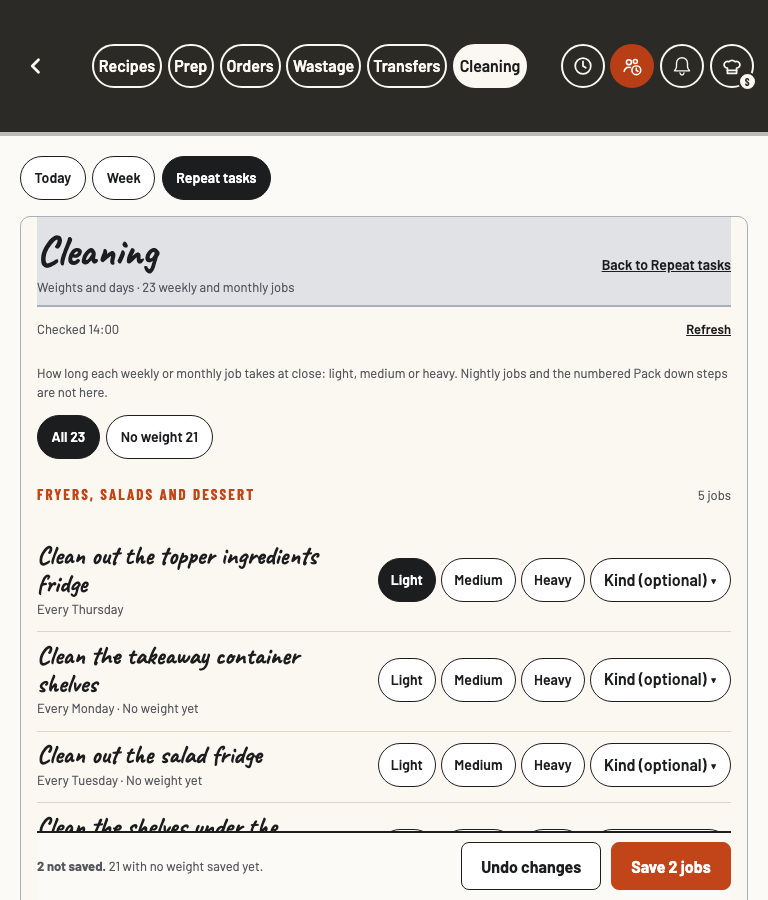 Recipes Prep Orders Wastage Transfers Cleaning
S
Today Week Repeat tasks
Cleaning
Back to Repeat tasks
Weights and days · 23 weekly and monthly jobs
Checked 14:00 Refresh
How long each weekly or monthly job takes at close: light, medium or heavy. Nightly jobs and the numbered Pack down steps
are not here.
All 23 No weight 21
FRYERS, SALADS AND DESSERT 5 jobs
Clean out the topper ingredients
fridge
Every Thursday
Light Medium Heavy Kind (optional) ▾
Clean the takeaway container
shelves
Every Monday · No weight yet
Light Medium Heavy Kind (optional) ▾
Clean out the salad fridge
Every Tuesday · No weight yet
Light Medium Heavy Kind (optional) ▾
Clean the shelves under the
2 not saved. 21 with no weight saved yet. Undo changes Save 2 jobs